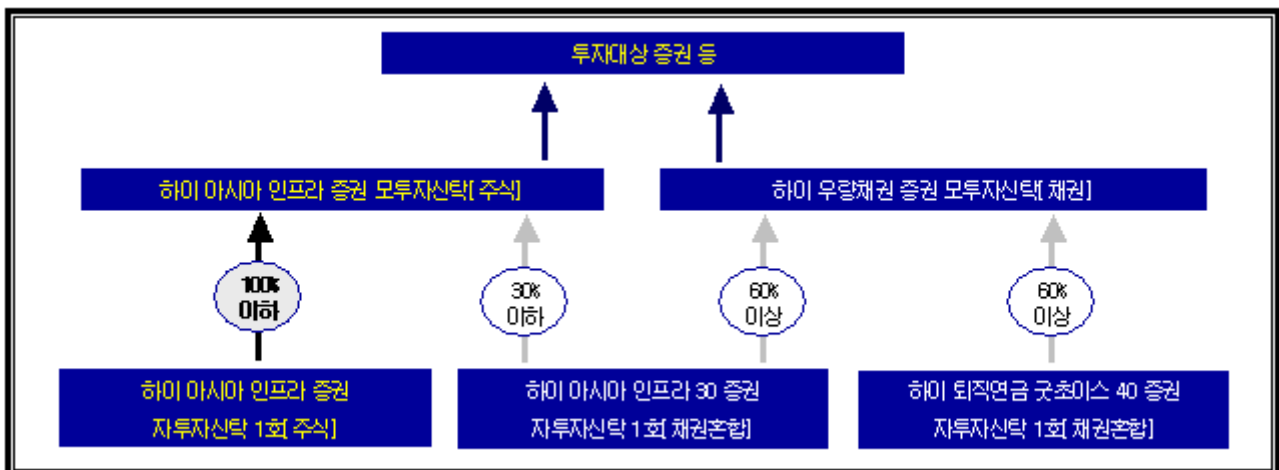 투자대상 증권 등
하이 아시아 인프라 증권 모투자신탁[ 주식]
하이 우량채권 증권 모투자신탁[ 채권]
100%
이하
30%
이하
60%
이상
60%
이상
하이 아시아 인프라 증권
자투자신탁 1호[ 주식]
하이 아시아 인프라 30 증권
자투자신탁 1호[ 채권혼합]
하이 퇴직연금 굿초이스 40 증권
자투자신탁 1호[ 채권혼합]